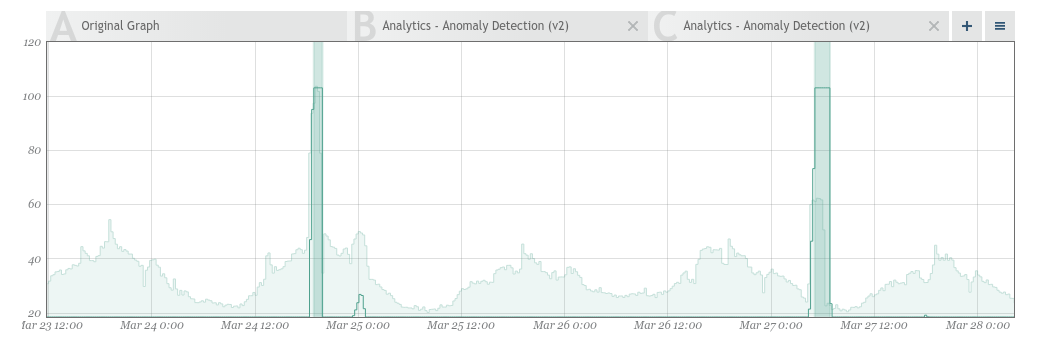 A Original Graph
B Analytics - Anomaly Detection (v2) ×
C Analytics - Anomaly Detection (v2) ×
+ ≡
120
100
80
60
40
20
Mar 23 12:00 Mar 24 0:00 Mar 24 12:00 Mar 25 0:00 Mar 25 12:00 Mar 26 0:00 Mar 26 12:00 Mar 27 0:00 Mar 27 12:00 Mar 28 0:00